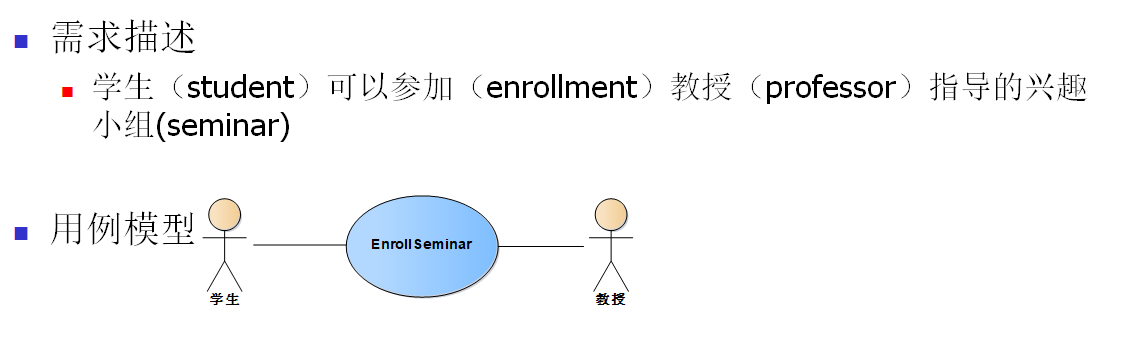 需求描述
学生（student）可以参加（enrollment）教授（professor）指导的兴趣
小组(seminar)
用例模型
EnrollSeminar
学生
教授